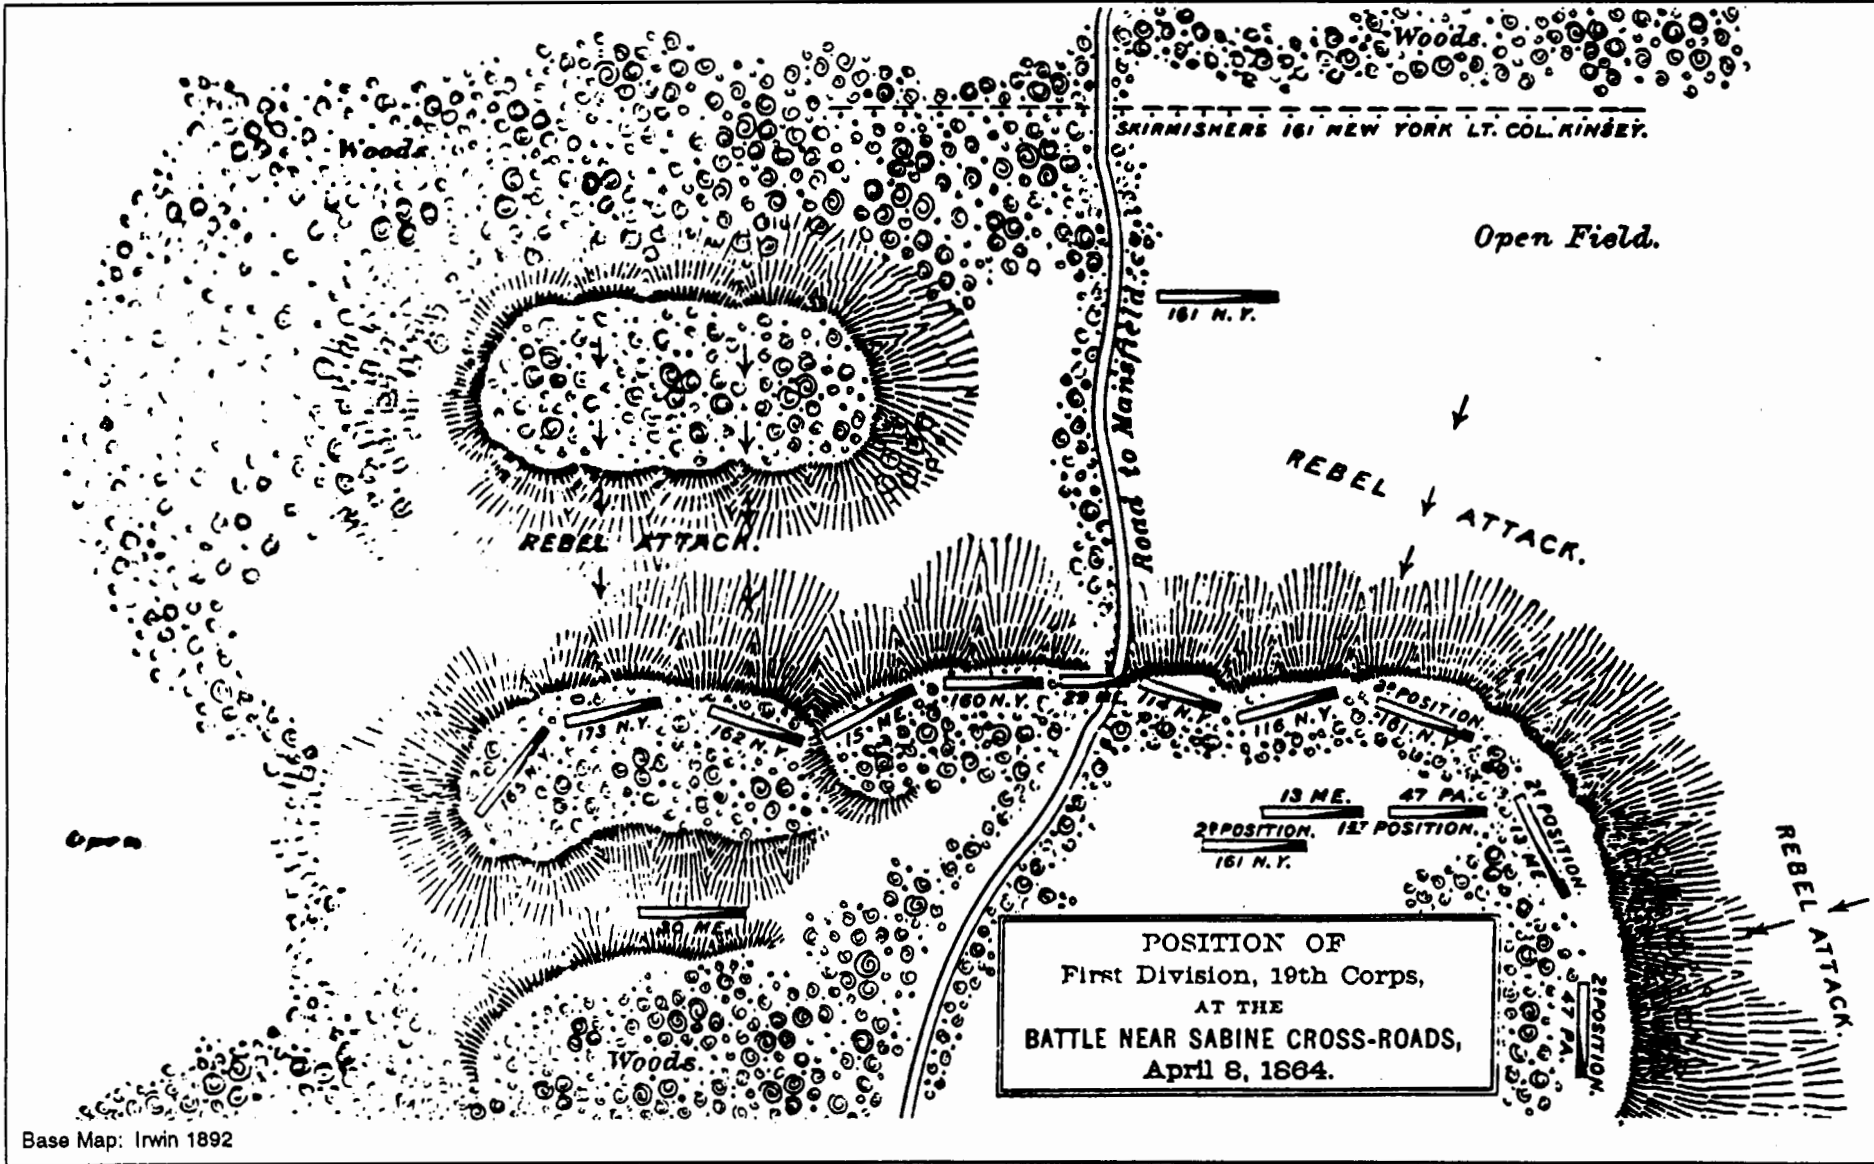 Woods.
SKIRMISHERS 161 NEW YORK LT. COL. KINSEY.
Woods
Open Field.
161 N.Y.
Road to Mansfield.
REBEL ATTACK.
REBEL ATTACK.
173 N.Y.
162 N.Y.
15 ME.
160 N.Y.
29 ME.
114 N.Y.
116 N.Y.
2D POSITION
161 N.Y.
165 N.Y.
13 ME.
47 PA.
1ST POSITION.
2D POSITION.
161 N.Y.
2D POSITION
13 ME.
Open
30 ME.
REBEL ATTACK.
POSITION OF
First Division, 19th Corps,
AT THE
BATTLE NEAR SABINE CROSS-ROADS,
April 8, 1864.
2D POSITION.
47 PA.
Woods
Base Map: Irwin 1892